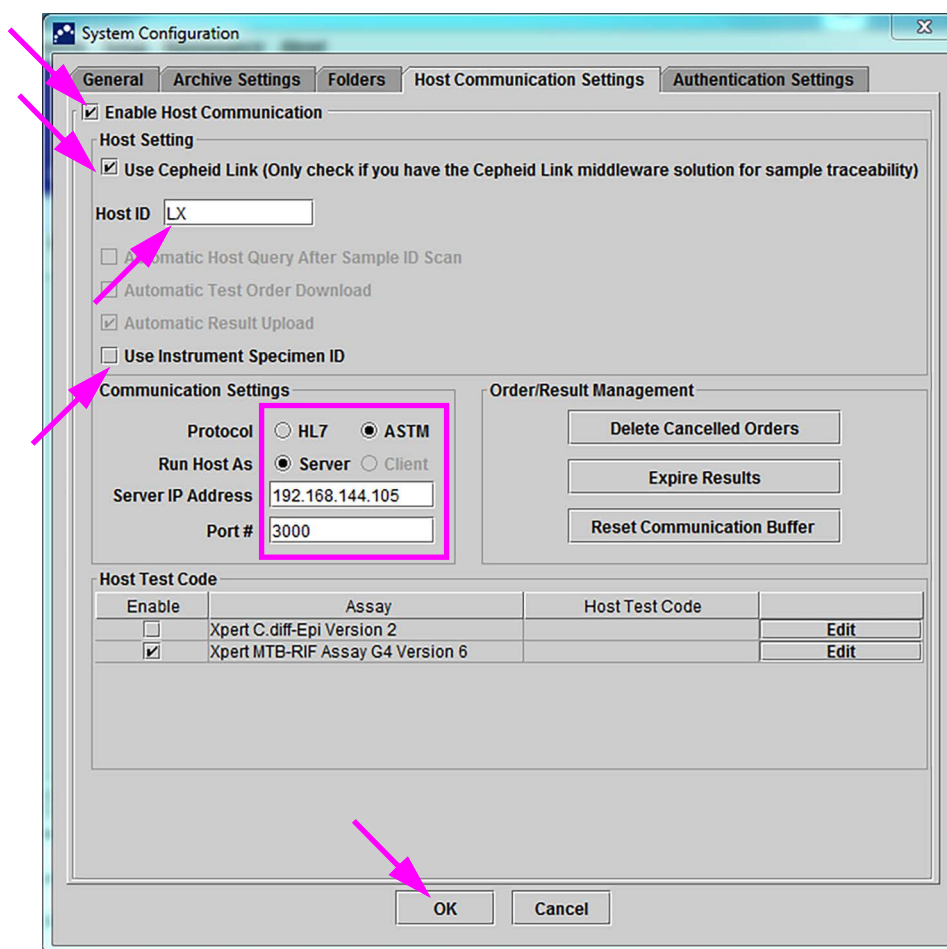 System Configuration
General Archive Settings Folders Host Communication Settings Authentication Settings
Enable Host Communication
Host Setting
Use Cepheid Link (Only check if you have the Cepheid Link middleware solution for sample traceability)
Host ID LX
Automatic Host Query After Sample ID Scan
Automatic Test Order Download
Automatic Result Upload
Use Instrument Specimen ID
Communication Settings
Protocol HL7 ASTM
Run Host As Server Client
Server IP Address 192.168.144.105
Port # 3000
Order/Result Management
Delete Cancelled Orders
Expire Results
Reset Communication Buffer
Host Test Code
Enable Assay Host Test Code
Xpert C.diff-Epi Version 2 Edit
Xpert MTB-RIF Assay G4 Version 6 Edit
OK Cancel